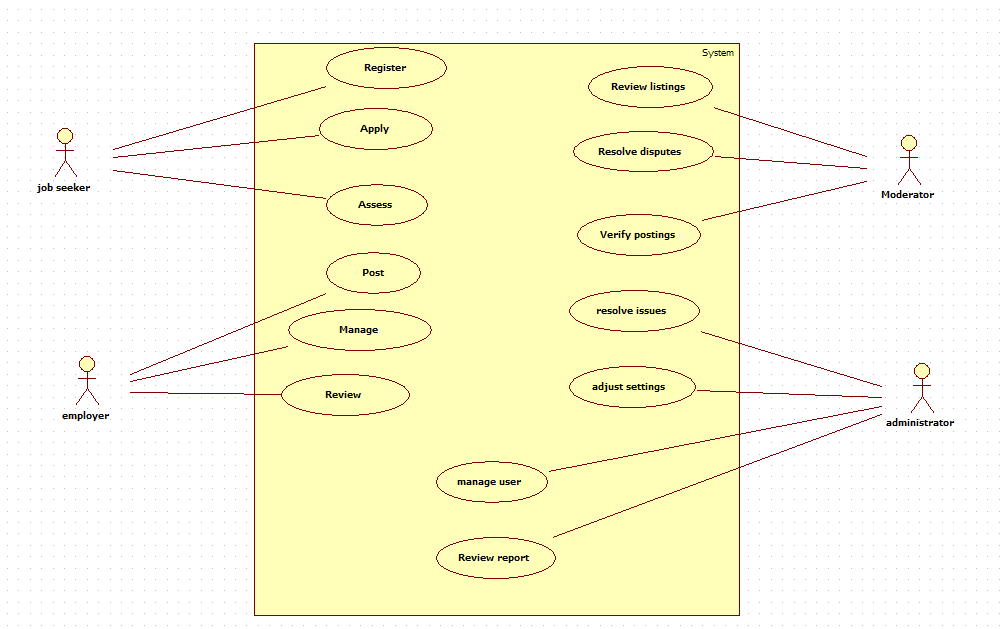 System
Register
Review listings
Apply
Resolve disputes
job seeker
Moderator
Assess
Verify postings
Post
resolve issues
Manage
adjust settings
Review
employer
administrator
manage user
Review report